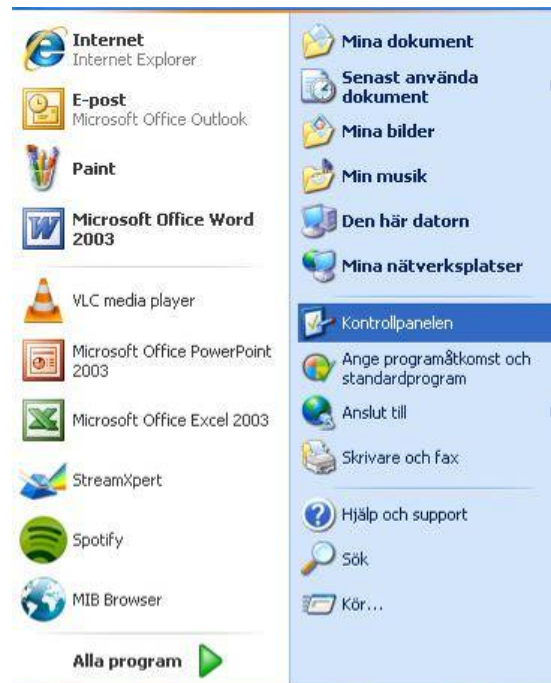 Internet
Internet Explorer
E-post
Microsoft Office Outlook
Paint
Microsoft Office Word
2003
VLC media player
Microsoft Office PowerPoint
2003
Microsoft Office Excel 2003
StreamXpert
Spotify
MIB Browser
Alla program
Mina dokument
Senast använda
dokument
Mina bilder
Min musik
Den här datorn
Mina nätverksplatser
Kontrollpanelen
Ange programåtkomst och
standardprogram
Anslut till
Skrivare och fax
Hjälp och support
Sök
Kör...